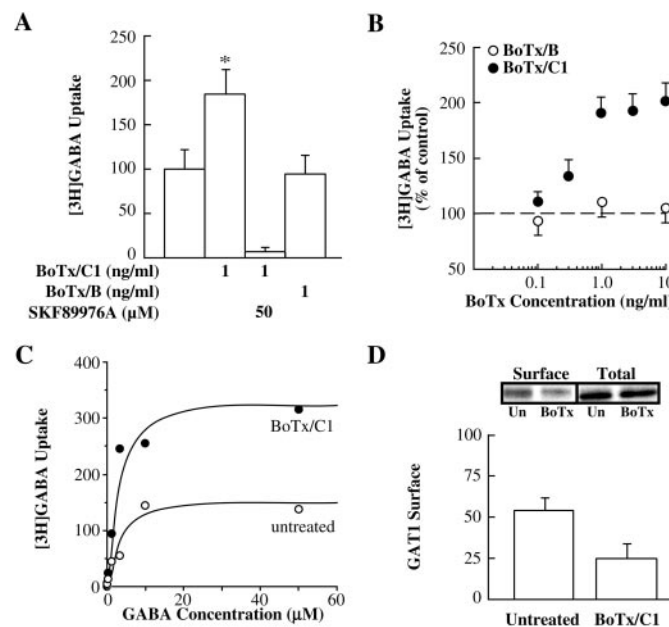 A
[3H]GABA Uptake
250
200
150
100
50
0
*
BoTx/C1 (ng/ml) 1 1
BoTx/B (ng/ml) 1
SKF89976A (µM) 50
B
BoTx/B
BoTx/C1
[3H]GABA Uptake
(% of control)
250
200
150
100
50
0.1 1.0 10
BoTx Concentration (ng/ml)
C
[3H]GABA Uptake
400
300
200
100
0
BoTx/C1
untreated
0 20 40 60
GABA Concentration (µM)
D
Surface Total
Un BoTx Un BoTx
GAT1 Surface
100
75
50
25
0
Untreated BoTx/C1